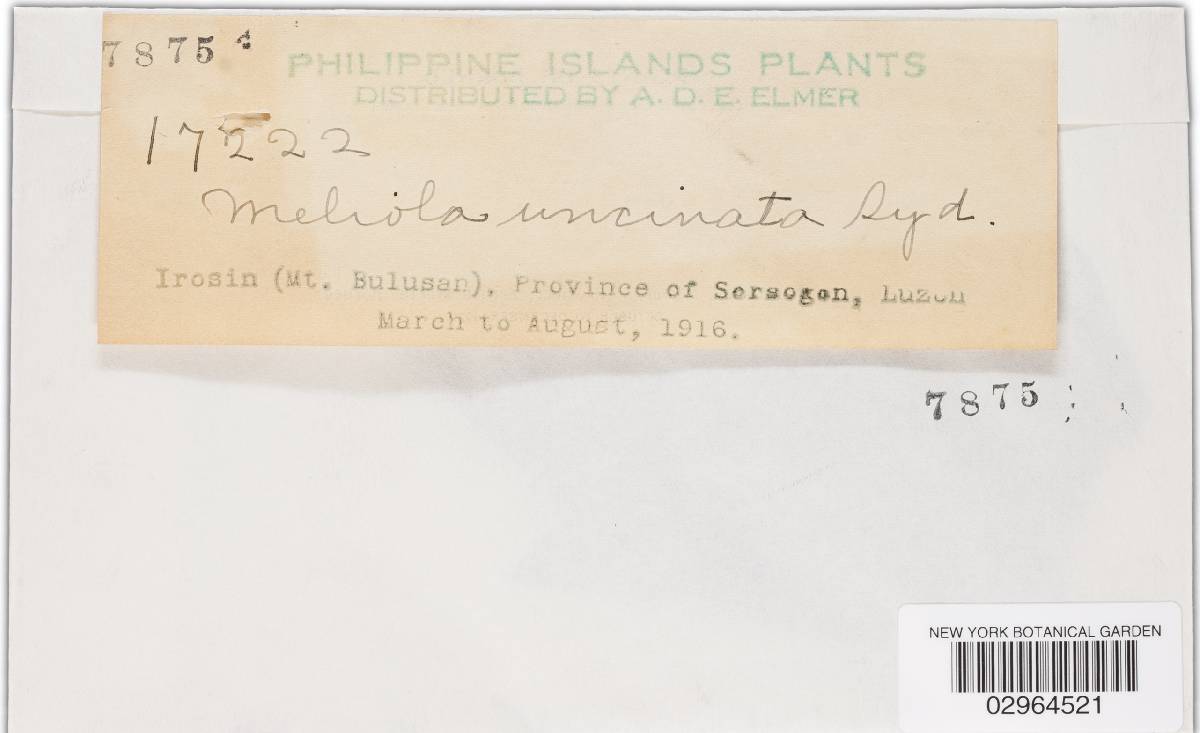 7875
PHILIPPINE ISLANDS PLANTS
DISTRIBUTED BY A. D. E. ELMER
17222
Meliola uncinata Syd.
Irosin (Mt. Bulusan), Province of Sorsogon, Luzon
March to August, 1916.
7875
NEW YORK BOTANICAL GARDEN
02964521